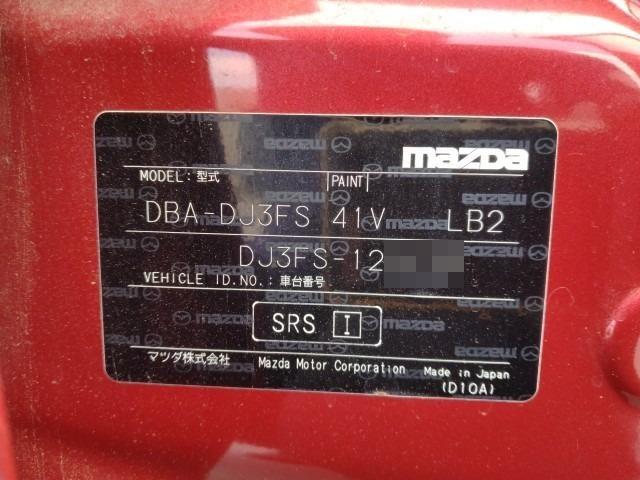 mazda
MODEL: 型式 PAINT
DBA-DJ3FS 41V LB2
DJ3FS-12
VEHICLE ID.NO.: 車台番号
SRS I
マツダ株式会社 Mazda Motor Corporation Made in Japan
(D10A)